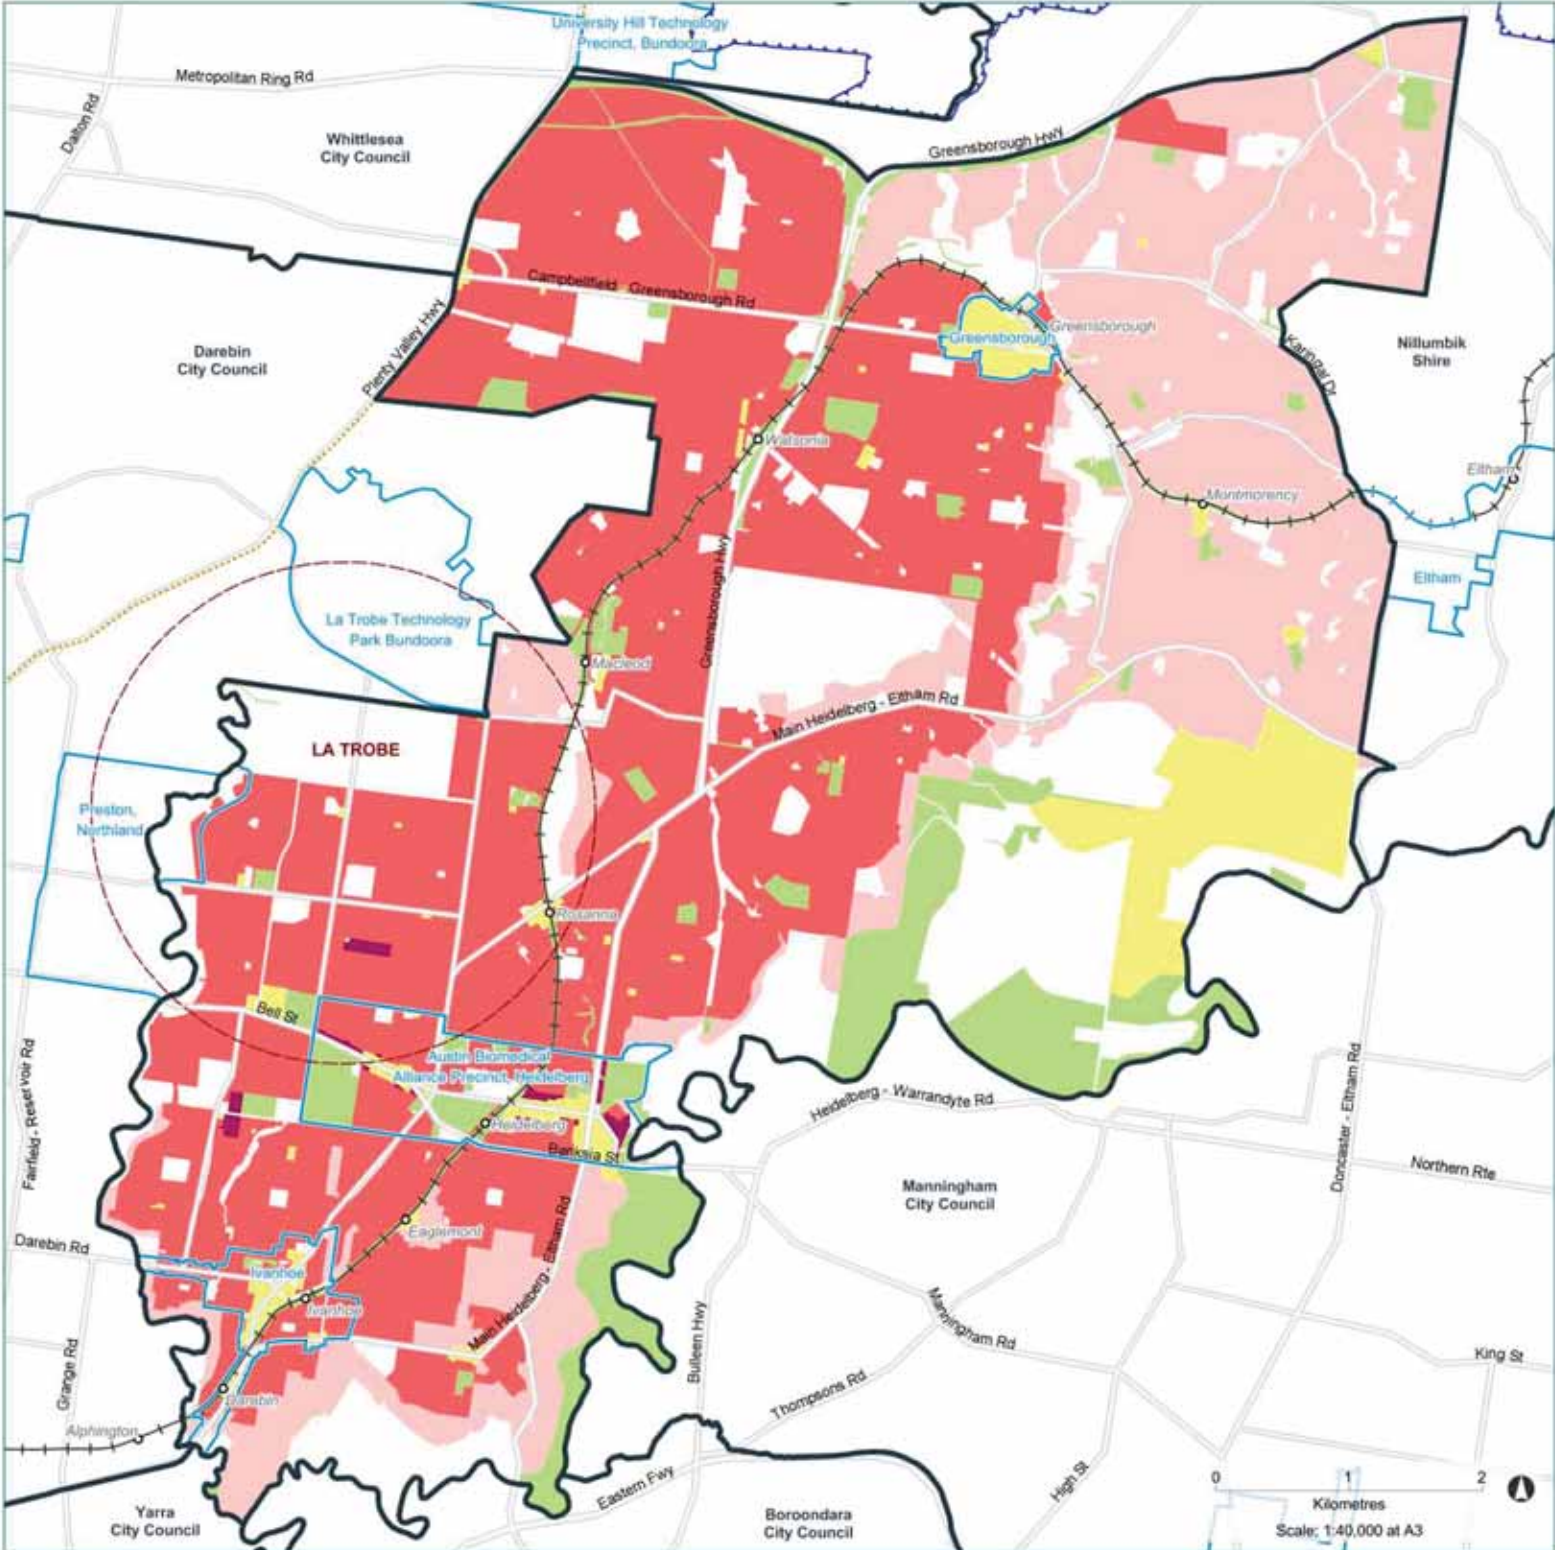 University Hill Technology
Precinct, Bundoora
Metropolitan Ring Rd
Dalton Rd
Whittlesea
City Council
Greensborough Hwy
Campbellfield Greensborough Rd
Plenty Valley Hwy
Darebin
City Council
Greensborough
Greensborough
Karingal Dr
Nillumbik
Shire
Watsonia
Montmorency
Eltham
Eltham
Greensborough Hwy
La Trobe Technology
Park Bundoora
Macleod
Main Heidelberg - Eltham Rd
LA TROBE
Preston,
Northland
Rosanna
Bell St
Austin Biomedical
Alliance Precinct, Heidelberg
Heidelberg
Banksia St
Fairfield - Reservoir Rd
Heidelberg - Warrandyte Rd
Doncaster - Eltham Rd
Northern Rte
Manningham
City Council
Eaglemont
Darebin Rd
Ivanhoe
Ivanhoe
Main Heidelberg - Eltham Rd
Bulleen Hwy
Manningham Rd
King St
Grange Rd
Darebin
Thompsons Rd
Alphington
Eastern Fwy
High St
Yarra
City Council
Boroondara
City Council
0 1 2
Kilometres
Scale: 1:40,000 at A3